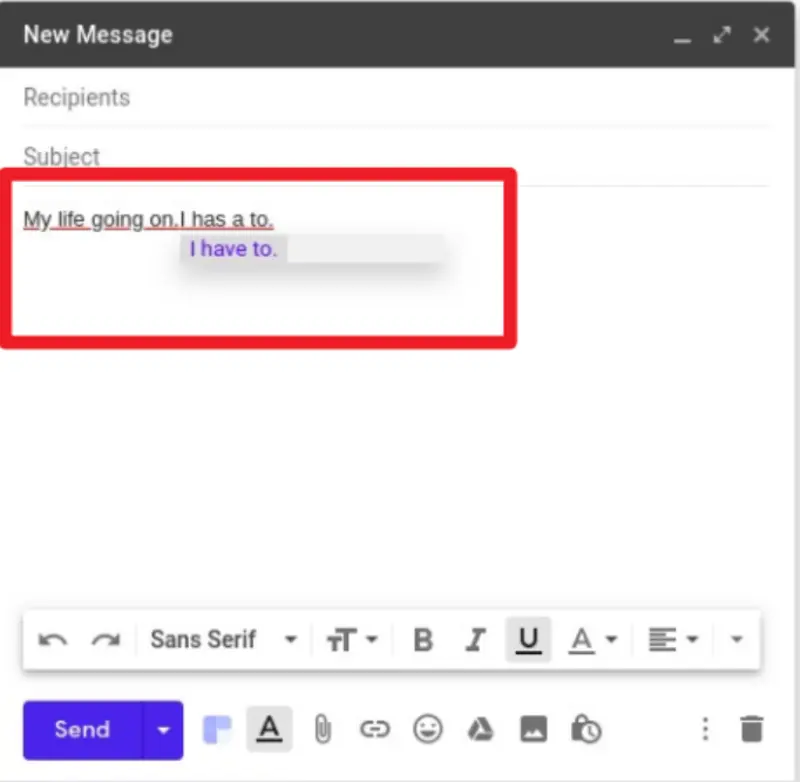 New Message
Recipients
Subject
My life going on.I has a to.
I have to.
Sans Serif
Send